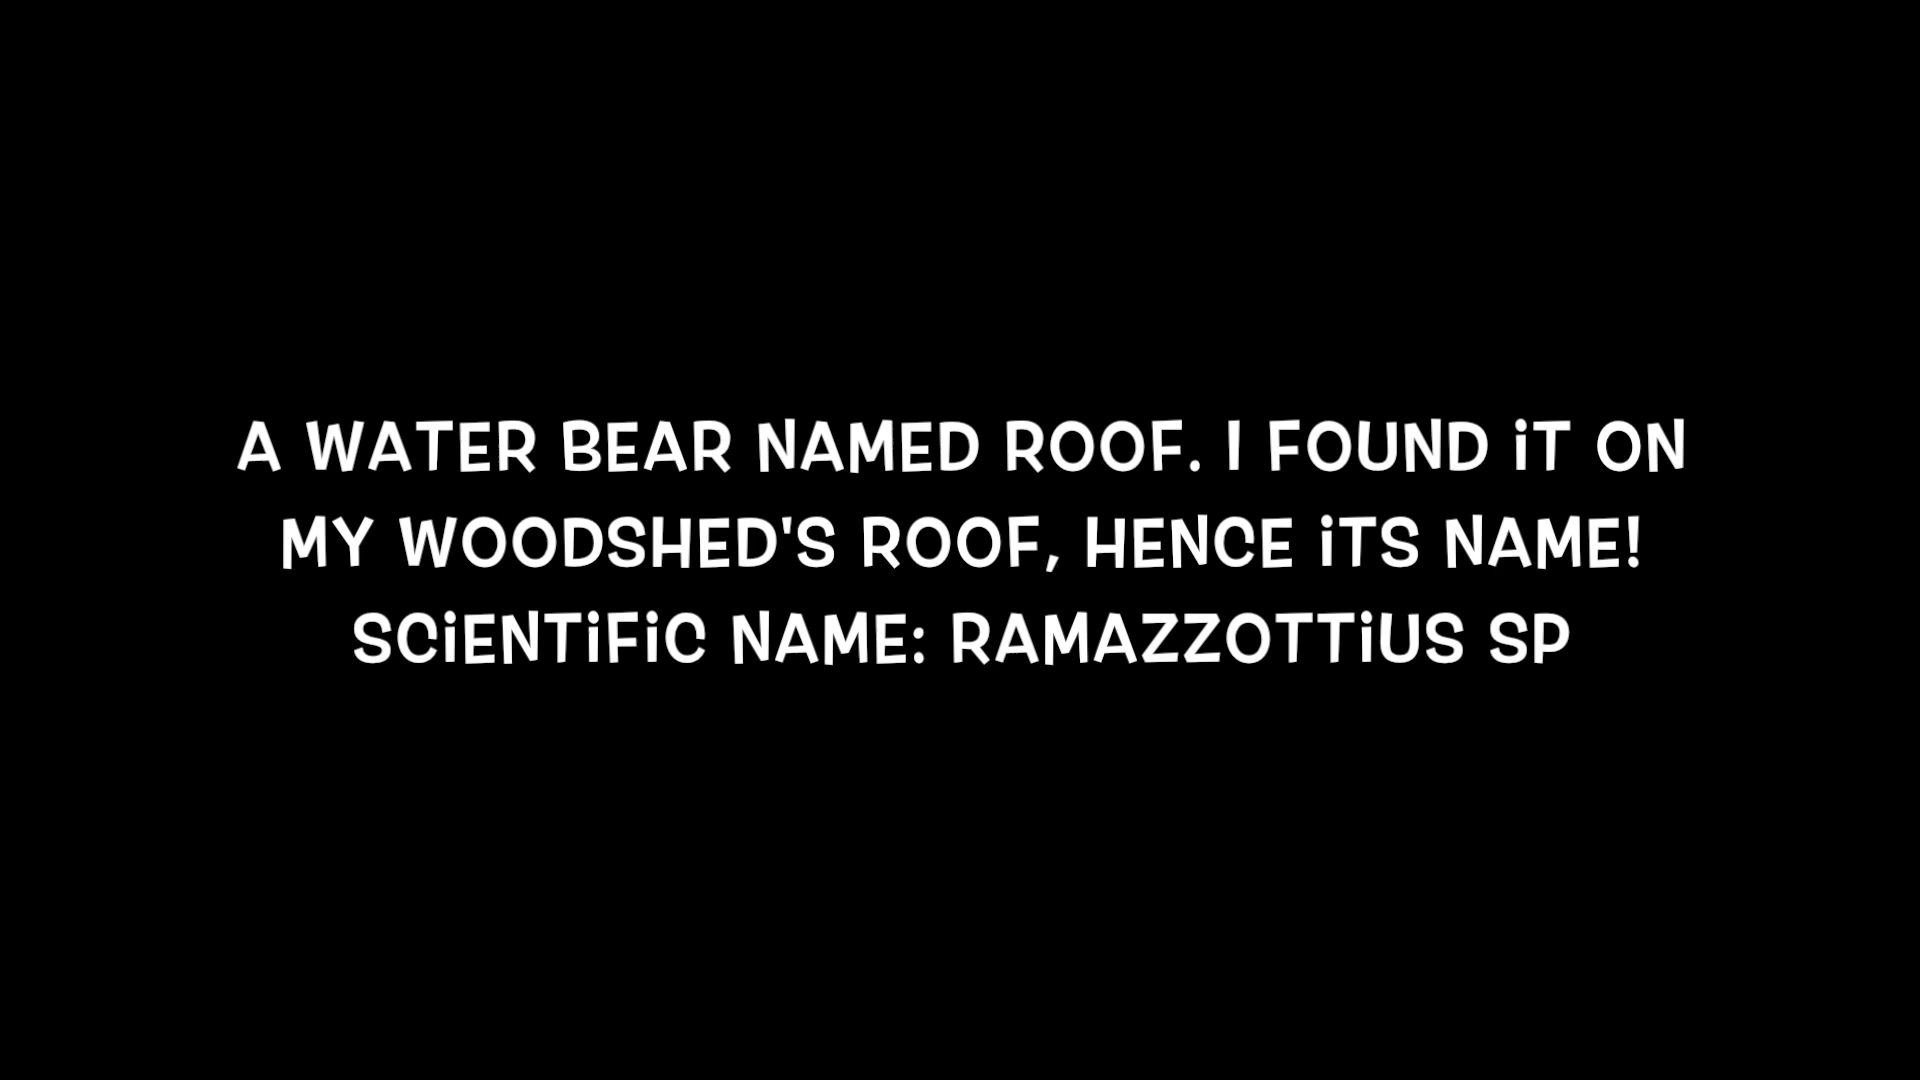 A WATER BEAR NAMED ROOF. I FOUND iT ON
MY WOODSHED'S ROOF, HENCE iTS NAME!
SCiENTiFiC NAME: RAMAZZOTTiUS SP